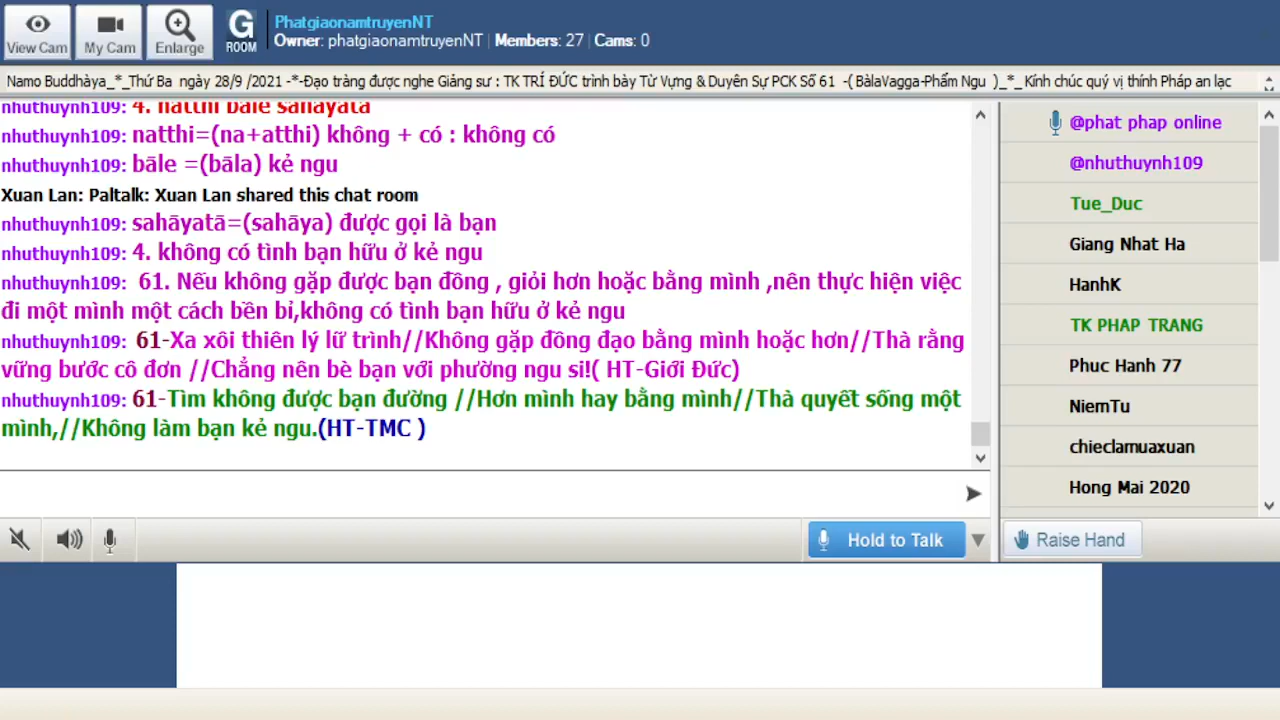 View Cam
My Cam
Enlarge
G
ROOM
PhatgiaonamtruyenNT
Owner: phatgiaonamtruyenNT | Members: 27 | Cams: 0
Namo Buddhàya_*_Thứ Ba ngày 28/9 /2021 -*-Đạo tràng được nghe Giảng sư : TK TRÍ ĐỨC trình bày Từ Vựng & Duyên Sự PCK Số 61 -( BàlaVagga-Phẩm Ngu )_*_ Kính chúc quý vị thính Pháp an lạc
nhuthuynh109: 4. natthi bāle sahāyatā
nhuthuynh109: natthi=(na+atthi) không + có : không có
nhuthuynh109: bāle =(bāla) kẻ ngu
Xuan Lan: Paltalk: Xuan Lan shared this chat room
nhuthuynh109: sahāyatā=(sahāya) được gọi là bạn
nhuthuynh109: 4. không có tình bạn hữu ở kẻ ngu
nhuthuynh109: 61. Nếu không gặp được bạn đồng , giỏi hơn hoặc bằng mình ,nên thực hiện việc
đi một mình một cách bền bỉ,không có tình bạn hữu ở kẻ ngu
nhuthuynh109: 61-Xa xôi thiên lý lữ trình//Không gặp đồng đạo bằng mình hoặc hơn//Thà rằng
vững bước cô đơn //Chẳng nên bè bạn với phường ngu si!( HT-Giới Đức)
nhuthuynh109: 61-Tìm không được bạn đường //Hơn mình hay bằng mình//Thà quyết sống một
mình,//Không làm bạn kẻ ngu.(HT-TMC )
@phat phap online
@nhuthuynh109
Tue_Duc
Giang Nhat Ha
HanhK
TK PHAP TRANG
Phuc Hanh 77
NiemTu
chieclamuaxuan
Hong Mai 2020
Hold to Talk
Raise Hand